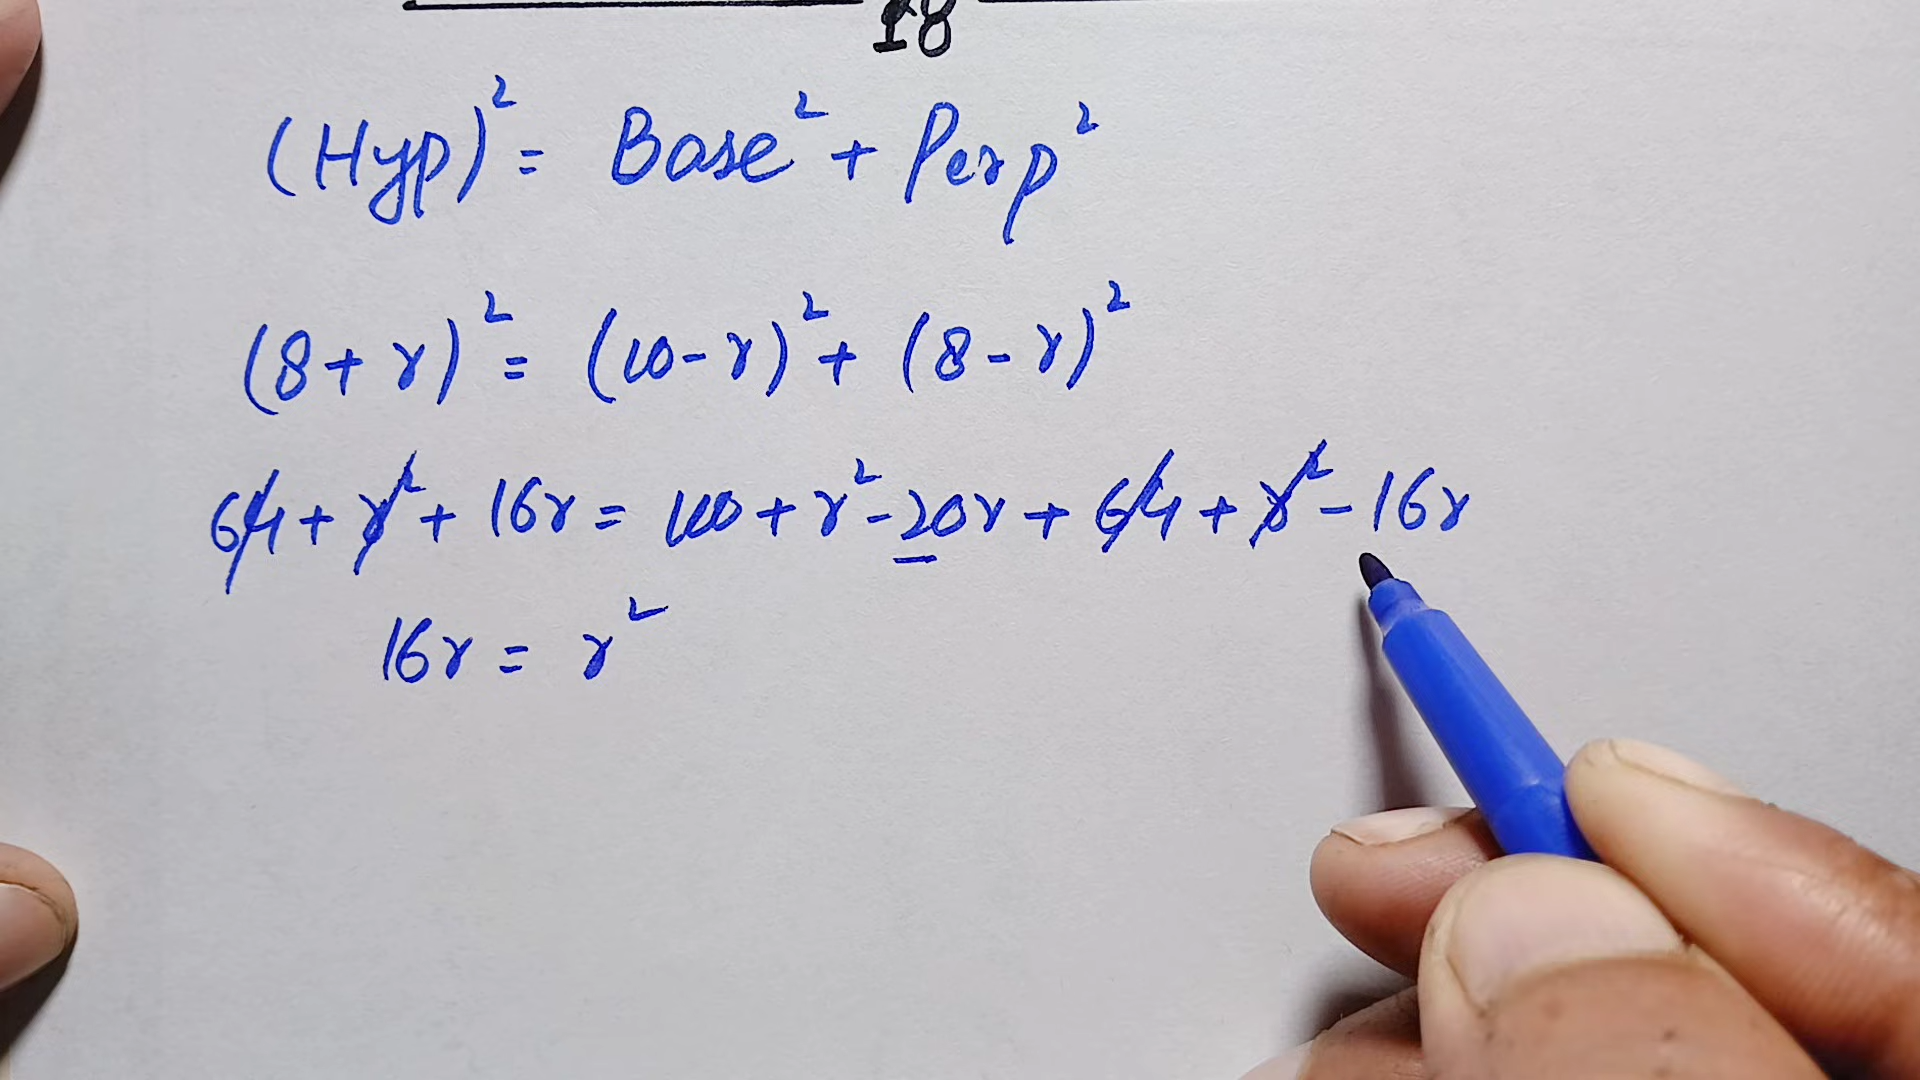 18
(Hyp)² = Base² + Perp²
(8 + r)² = (10 - r)² + (8 - r)²
64 + r² + 16r = 100 + r² - 20r + 64 + r² - 16r
16r = r²